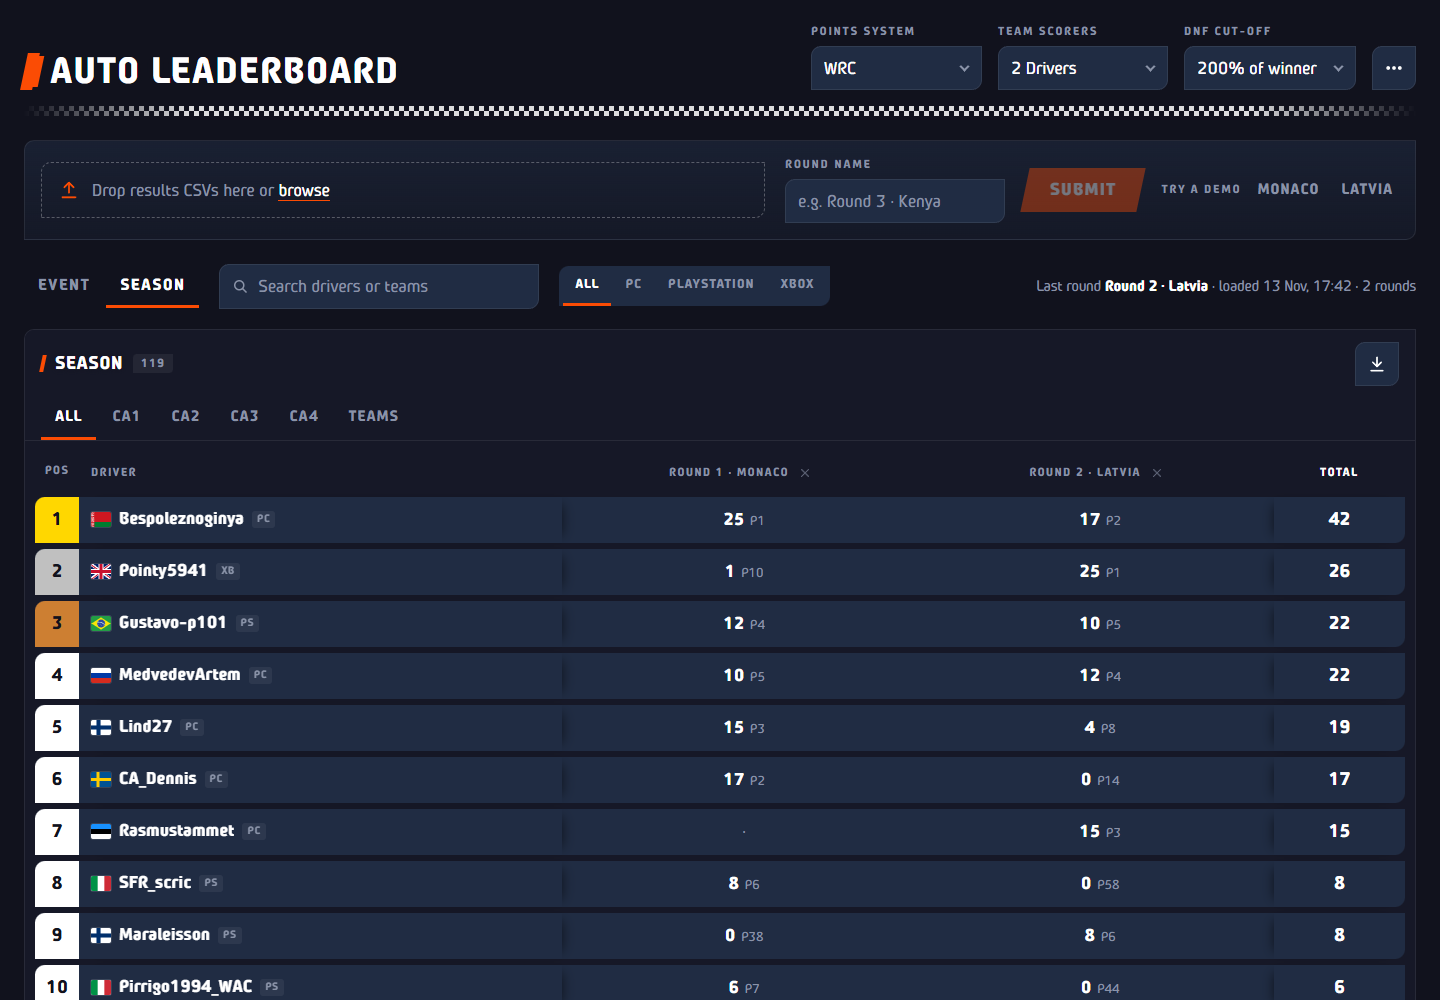 POINTS SYSTEM
TEAM SCORERS
DNF CUT-OFF
AUTO LEADERBOARD
WRC
2 Drivers
200% of winner
Drop results CSVs here or browse
ROUND NAME
e.g. Round 3 · Kenya
SUBMIT
TRY A DEMO MONACO LATVIA
EVENT SEASON
Search drivers or teams
ALL PC PLAYSTATION XBOX
Last round Round 2 · Latvia · loaded 13 Nov, 17:42 · 2 rounds
SEASON 119
ALL CA1 CA2 CA3 CA4 TEAMS
POS DRIVER ROUND 1 · MONACO × ROUND 2 · LATVIA × TOTAL
1 Bespoleznoginya PC 25 P1 17 P2 42
2 Pointy5941 XB 1 P10 25 P1 26
3 Gustavo-p101 PS 12 P4 10 P5 22
4 MedvedevArtem PC 10 P5 12 P4 22
5 Lind27 PC 15 P3 4 P8 19
6 CA_Dennis PC 17 P2 0 P14 17
7 Rasmustammet PC · 15 P3 15
8 SFR_scric PS 8 P6 0 P58 8
9 Maraleisson PS 0 P38 8 P6 8
10 Pirrigo1994_WAC PS 6 P7 0 P44 6